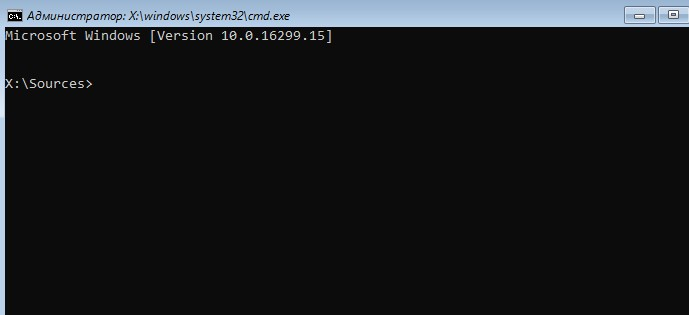 Администратор: X:\windows\system32\cmd.exe
Microsoft Windows [Version 10.0.16299.15]
X:\Sources>